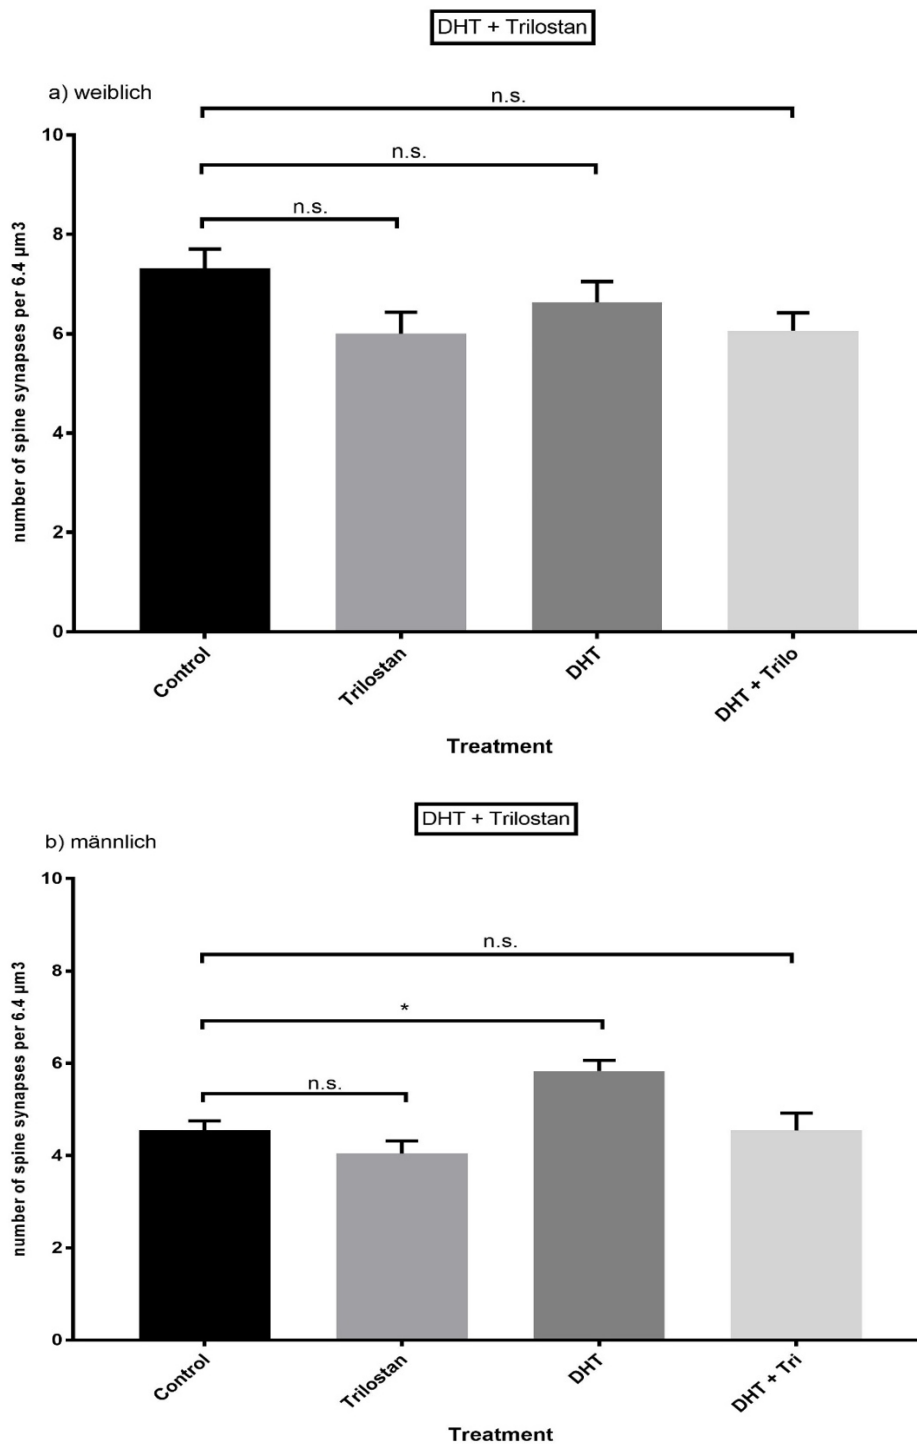 DHT + Trilostan
a) weiblich
n.s.
n.s.
n.s.
10
8
6
4
2
0
number of spine synapses per 6.4 µm3
Control
Trilostan
DHT
DHT + Trilo
Treatment
DHT + Trilostan
b) männlich
n.s.
*
n.s.
10
8
6
4
2
0
number of spine synapses per 6.4 µm3
Control
Trilostan
DHT
DHT + Tri
Treatment